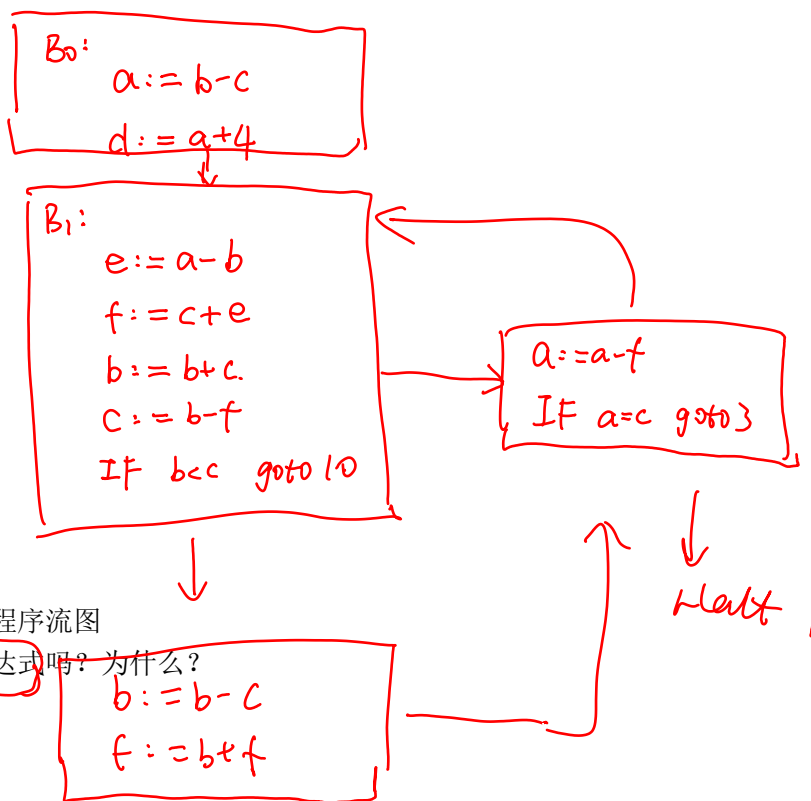 B0:
a:=b-c
d:=a+4
B1:
e:=a-b
f:=c+e
b:=b+c.
c:=b-f
IF b<c goto 10
a:=a-f
IF a=c goto 3
Halt
程序流图
达式吗？为什么？
b:=b-c
f:=b+f